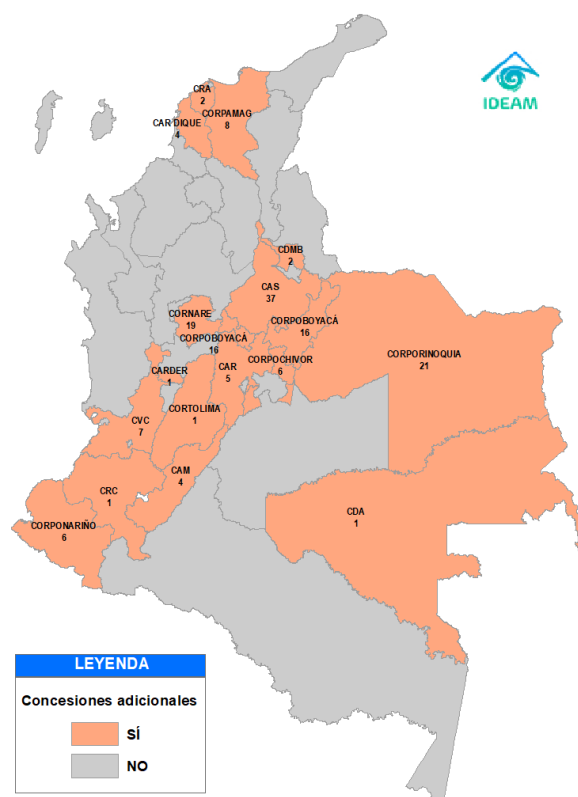 IDEAM
CRA
2
CAR DIQUE
4
CORPAMAG
8
CDMB
2
CAS
37
CORNARE
19
CORPOBOYACÁ
16
CORPOBOYACÁ
16
CARDER
1
CAR
5
CORPOCHIVOR
6
CORPORINOQUIA
21
CVC
7
CORTOLIMA
1
CAM
4
CRC
1
CORPONARIÑO
6
CDA
1
LEYENDA
Concesiones adicionales
SÍ
NO